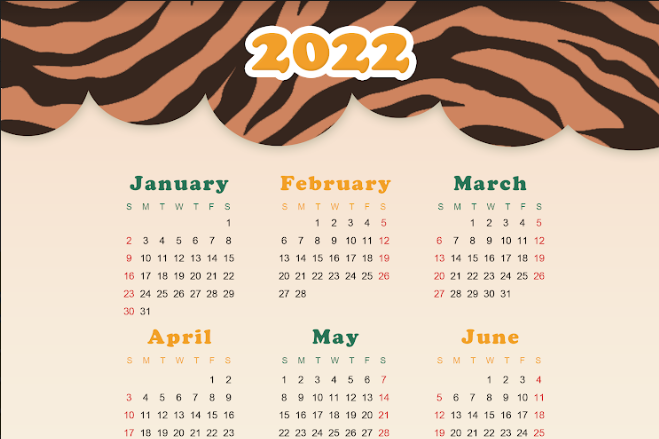 2022
January February March
S M T W T F S S M T W T F S S M T W T F S
1 1 2 3 4 5 1 2 3 4 5
2 3 4 5 6 7 8 6 7 8 9 10 11 12 6 7 8 9 10 11 12
9 10 11 12 13 14 15 13 14 15 16 17 18 19 13 14 15 16 17 18 19
16 17 18 19 20 21 22 20 21 22 23 24 25 26 20 21 22 23 24 25 26
23 24 25 26 27 28 29 27 28 27 28 29 30 31
30 31
April May June
S M T W T F S S M T W T F S S M T W T F S
1 2 1 2 3 4 5 6 7 1 2 3 4
3 4 5 6 7 8 9 8 9 10 11 12 13 14 5 6 7 8 9 10 11
10 11 12 13 14 15 16 15 16 17 18 19 20 21 12 13 14 15 16 17 18
17 18 19 20 21 22 23 22 23 24 25 26 27 28 19 20 21 22 23 24 25